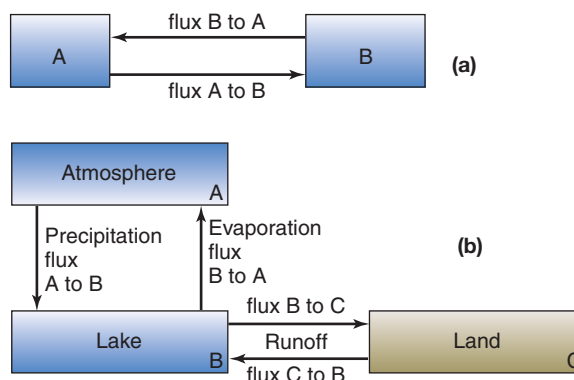 flux B to A
A
B
flux A to B
(a)
Atmosphere
A
Precipitation
flux
A to B
Evaporation
flux
B to A
(b)
flux B to C
Lake
B
Runoff
Land
C
flux C to B